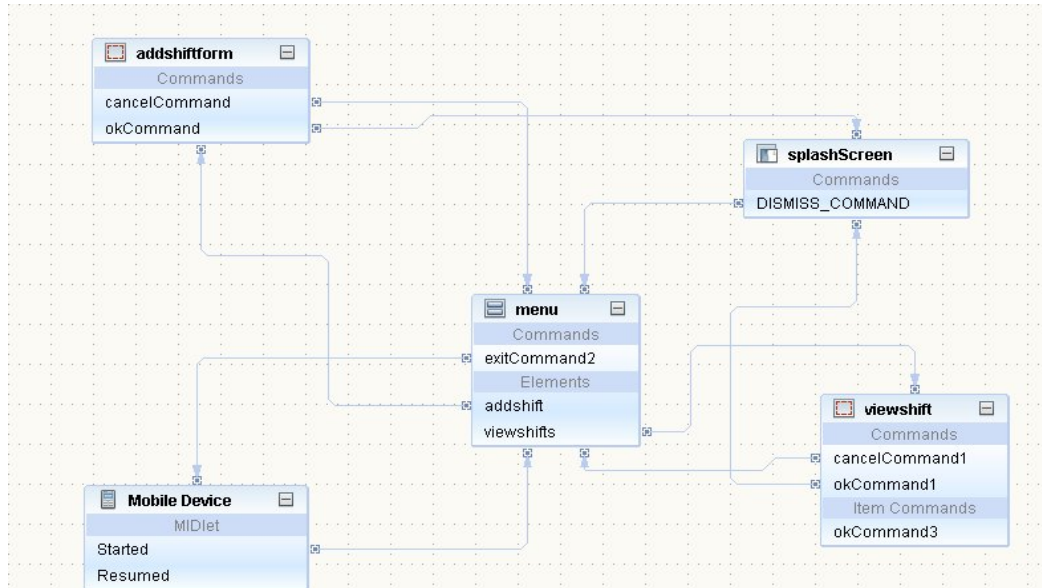 addshiftform
Commands
cancelCommand
okCommand
splashScreen
Commands
DISMISS_COMMAND
menu
Commands
exitCommand2
Elements
addshift
viewshifts
viewshift
Commands
cancelCommand1
okCommand1
Item Commands
okCommand3
Mobile Device
MIDlet
Started
Resumed